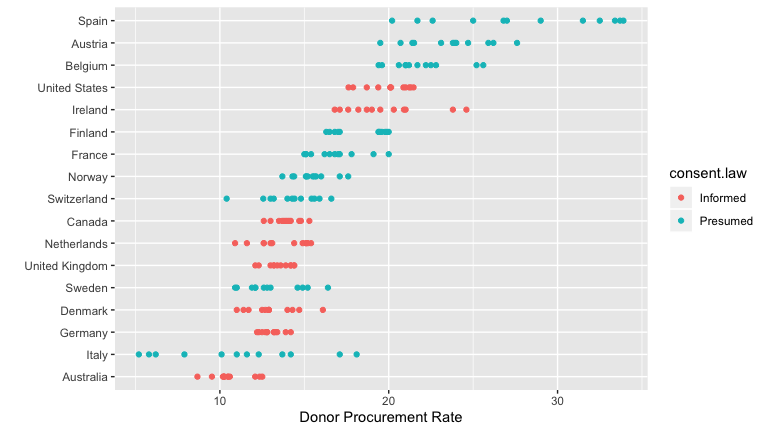 Spain
Austria
Belgium
United States
Ireland
Finland
France
Norway
Switzerland
Canada
Netherlands
United Kingdom
Sweden
Denmark
Germany
Italy
Australia
10 20 30
Donor Procurement Rate
consent.law
Informed
Presumed